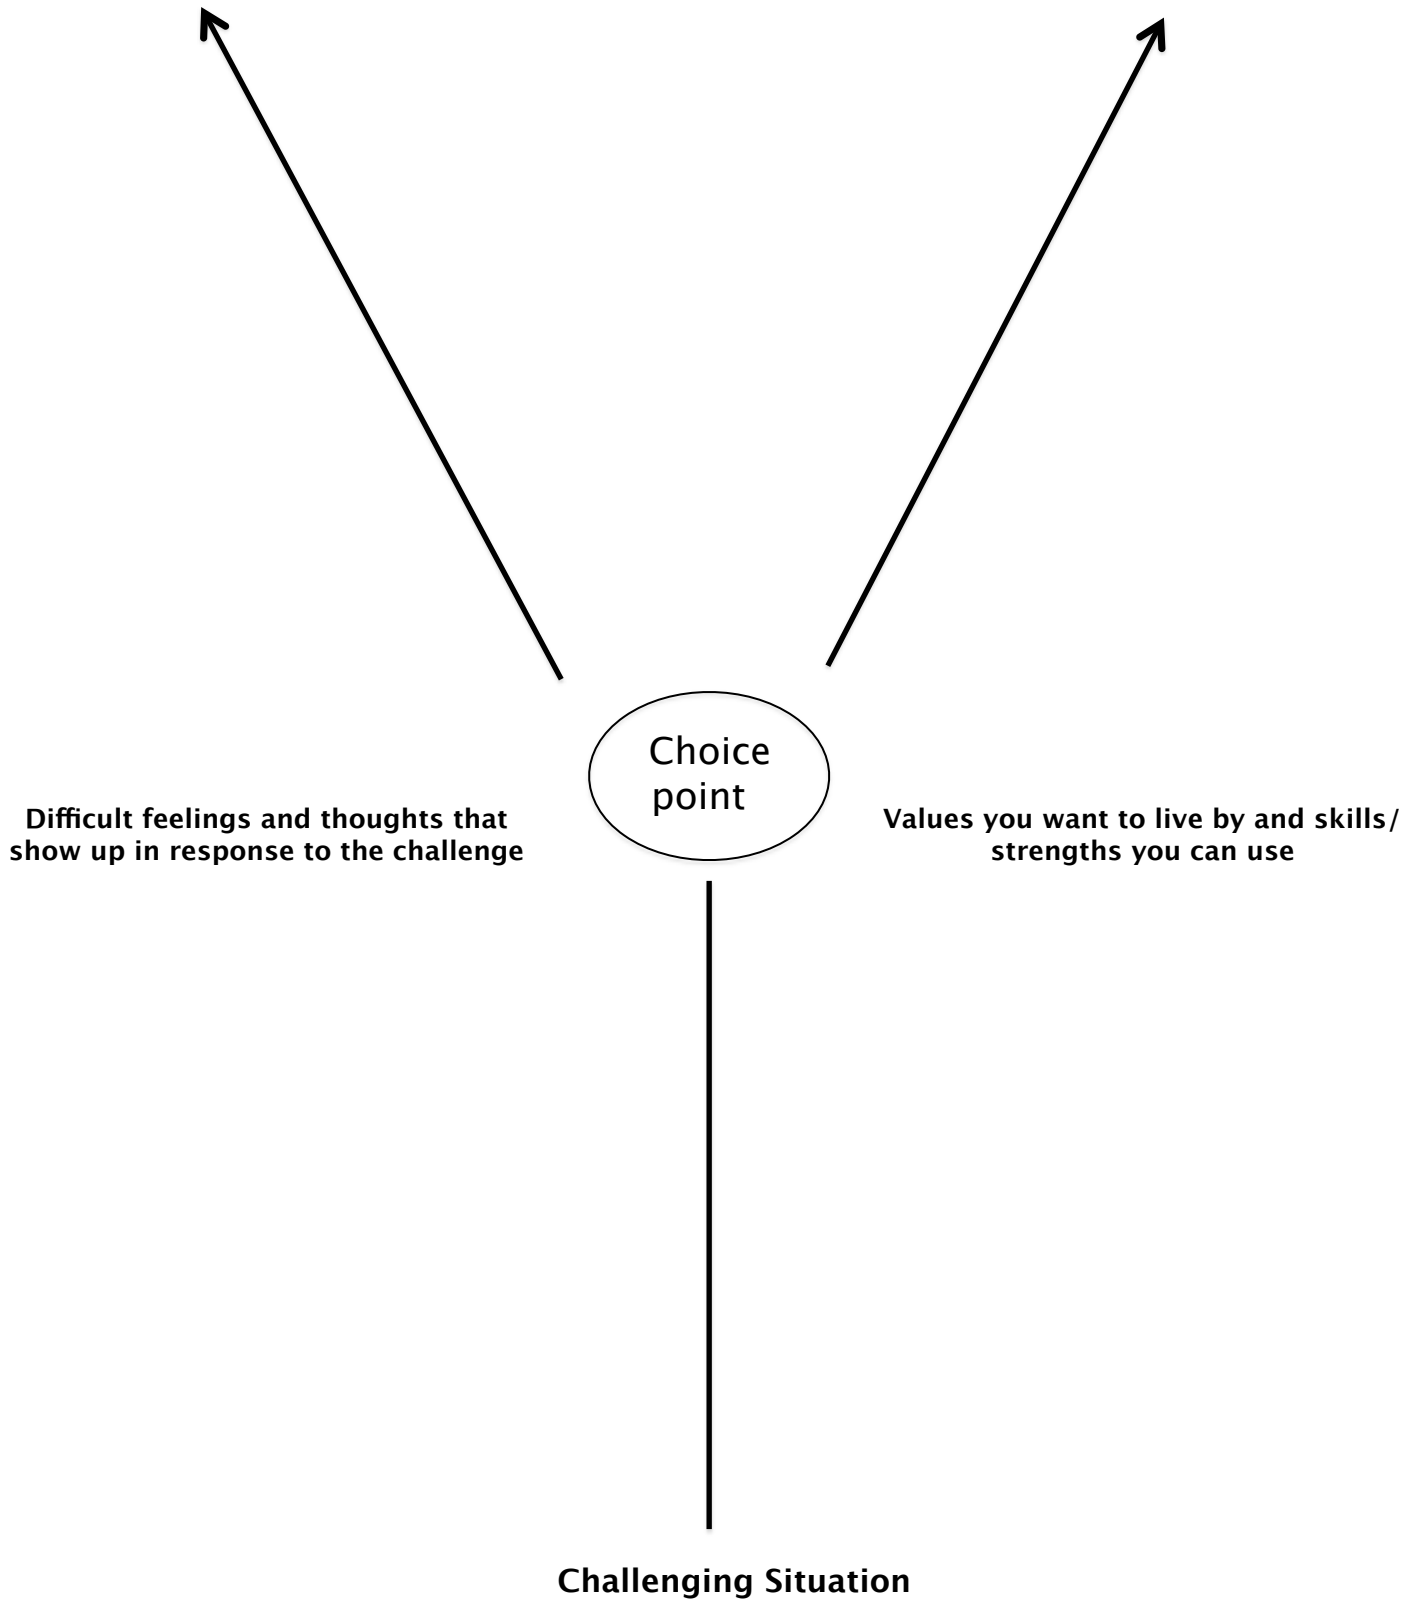 Choice
point
Difficult feelings and thoughts that
show up in response to the challenge
Values you want to live by and skills/
strengths you can use
Challenging Situation